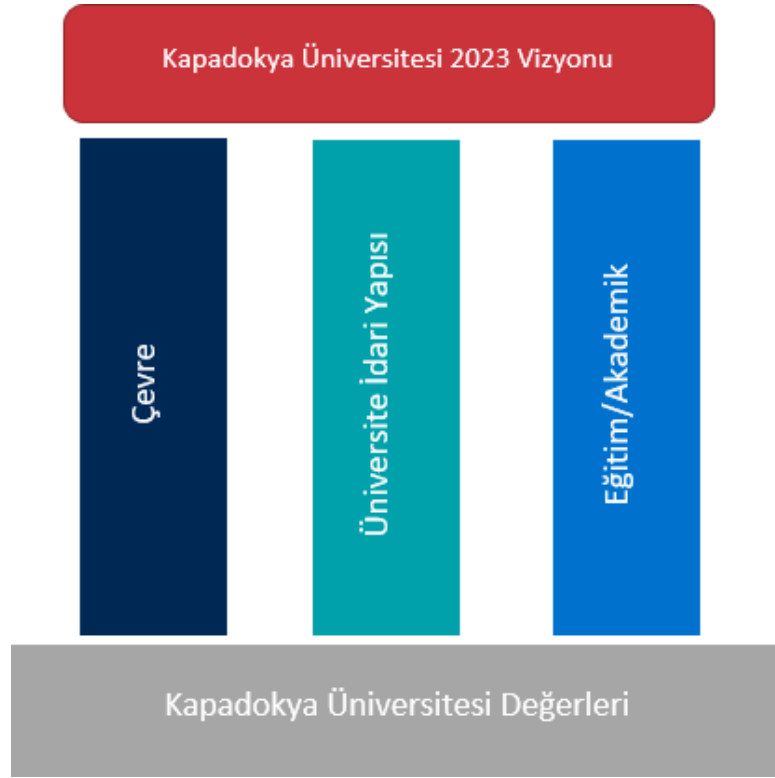 Kapadokya Üniversitesi 2023 Vizyonu
Çevre
Üniversite İdari Yapısı
Eğitim/Akademik
Kapadokya Üniversitesi Değerleri